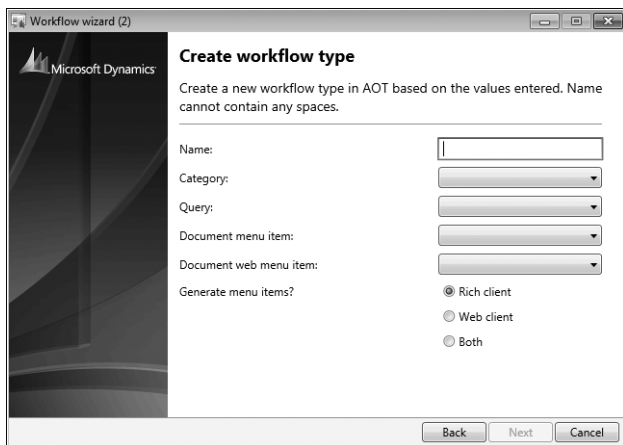 Workflow wizard (2)
Microsoft Dynamics
Create workflow type
Create a new workflow type in AOT based on the values entered. Name
cannot contain any spaces.
Name:
Category:
Query:
Document menu item:
Document web menu item:
Generate menu items?
Rich client
Web client
Both
Back
Next
Cancel